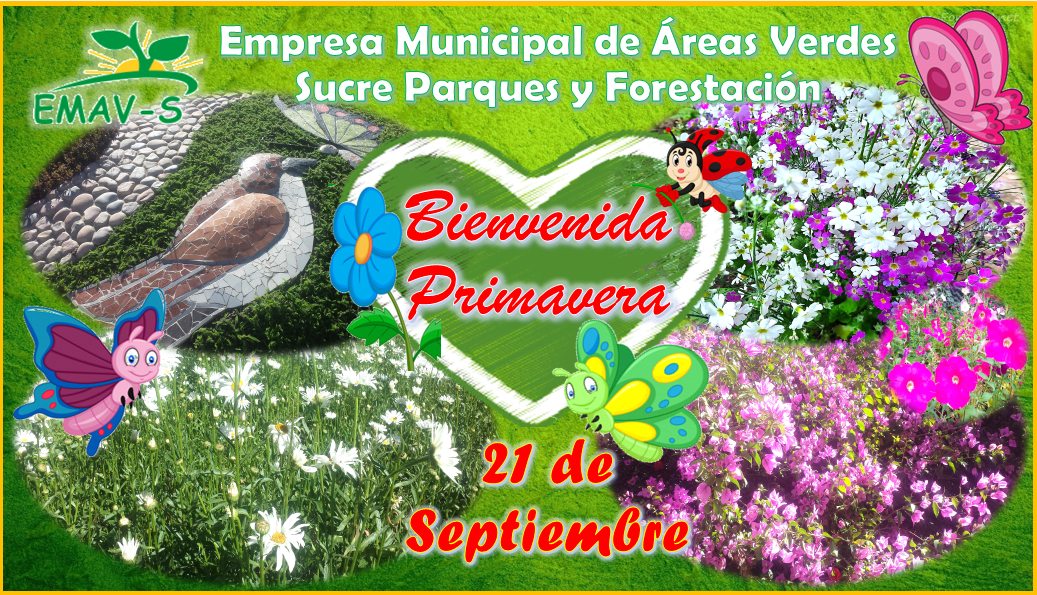 EMAV-S
Empresa Municipal de Áreas Verdes
Sucre Parques y Forestación
Bienvenida
Primavera
21 de
Septiembre